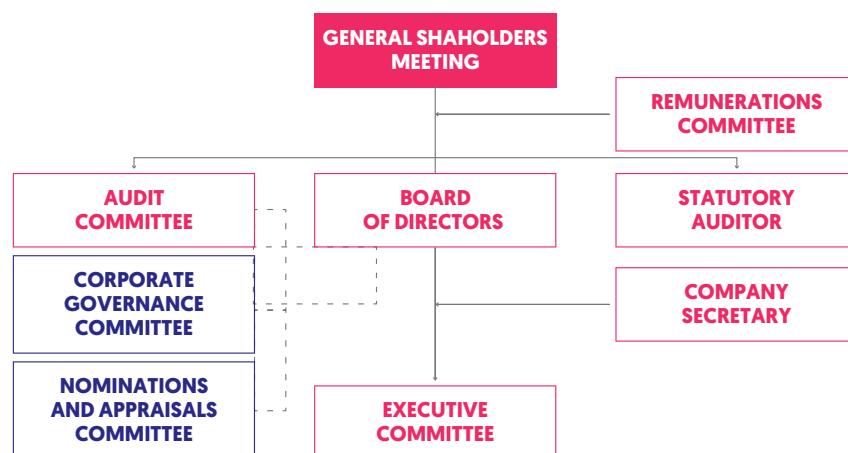 GENERAL SHAHOLDERS
MEETING
REMUNERATIONS
COMMITTEE
AUDIT
COMMITTEE
BOARD
OF DIRECTORS
STATUTORY
AUDITOR
CORPORATE
GOVERNANCE
COMMITTEE
COMPANY
SECRETARY
NOMINATIONS
AND APPRAISALS
COMMITTEE
EXECUTIVE
COMMITTEE